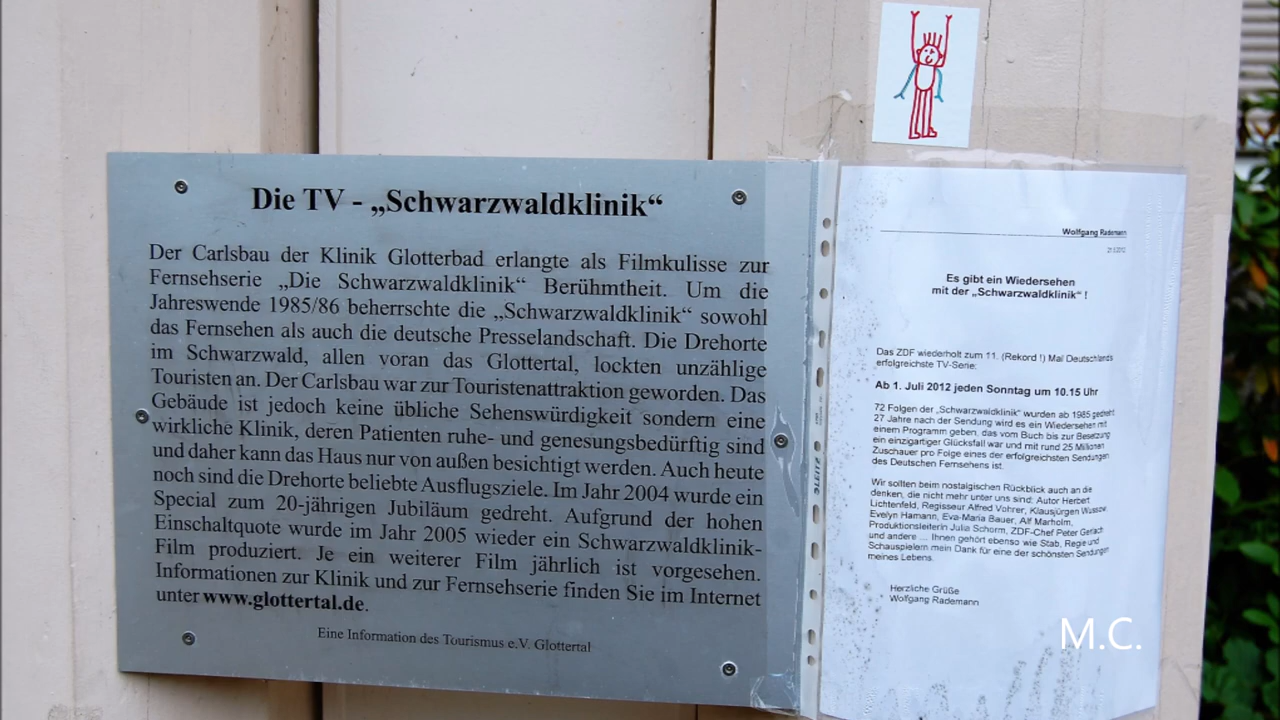 Die TV - „Schwarzwaldklinik“
Der Carlsbau der Klinik Glotterbad erlangte als Filmkulisse zur
Fernsehserie „Die Schwarzwaldklinik“ Berühmtheit. Um die
Jahreswende 1985/86 beherrschte die „Schwarzwaldklinik“ sowohl
das Fernsehen als auch die deutsche Presselandschaft. Die Drehorte
im Schwarzwald, allen voran das Glottertal, lockten unzählige
Touristen an. Der Carlsbau war zur Touristenattraktion geworden. Das
Gebäude ist jedoch keine übliche Sehenswürdigkeit sondern eine
wirkliche Klinik, deren Patienten ruhe- und genesungsbedürftig sind
und daher kann das Haus nur von außen besichtigt werden. Auch heute
noch sind die Drehorte beliebte Ausflugsziele. Im Jahr 2004 wurde ein
Special zum 20-jährigen Jubiläum gedreht. Aufgrund der hohen
Einschaltquote wurde im Jahr 2005 wieder ein Schwarzwaldklinik-
Film produziert. Je ein weiterer Film jährlich ist vorgesehen.
Informationen zur Klinik und zur Fernsehserie finden Sie im Internet
unter www.glottertal.de.
Eine Information des Tourismus e.V. Glottertal
Wolfgang Rademann
Es gibt ein Wiedersehen
mit der „Schwarzwaldklinik“ !
Das ZDF wiederholt zum 11. (Rekord !) Mal Deutschlands
erfolgreichste TV-Serie:
Ab 1. Juli 2012 jeden Sonntag um 10.15 Uhr
72 Folgen der „Schwarzwaldklinik“ wurden ab 1985 gedreht
27 Jahre nach der Sendung wird es ein Wiedersehen mit
einem Programm geben, das vom Buch bis zur Besetzung
ein einzigartiger Glücksfall war und mit rund 25 Millionen
Zuschauer pro Folge eines der erfolgreichsten Sendungen
des Deutschen Fernsehens ist.
Wir sollten beim nostalgischen Rückblick auch an die
denken, die nicht mehr unter uns sind: Autor Herbert
Lichtenfeld, Regisseur Alfred Vohrer, Klausjürgen Wussow,
Evelyn Hamann, Eva-Maria Bauer, Alf Marholm,
Produktionsleiterin Julia Schorm, ZDF-Chef Peter Gerlach
und andere ... Ihnen gehört ebenso wie Stab, Regie und
Schauspielern mein Dank für eine der schönsten Sendungen
meines Lebens.
Herzliche Grüße
Wolfgang Rademann
M.C.